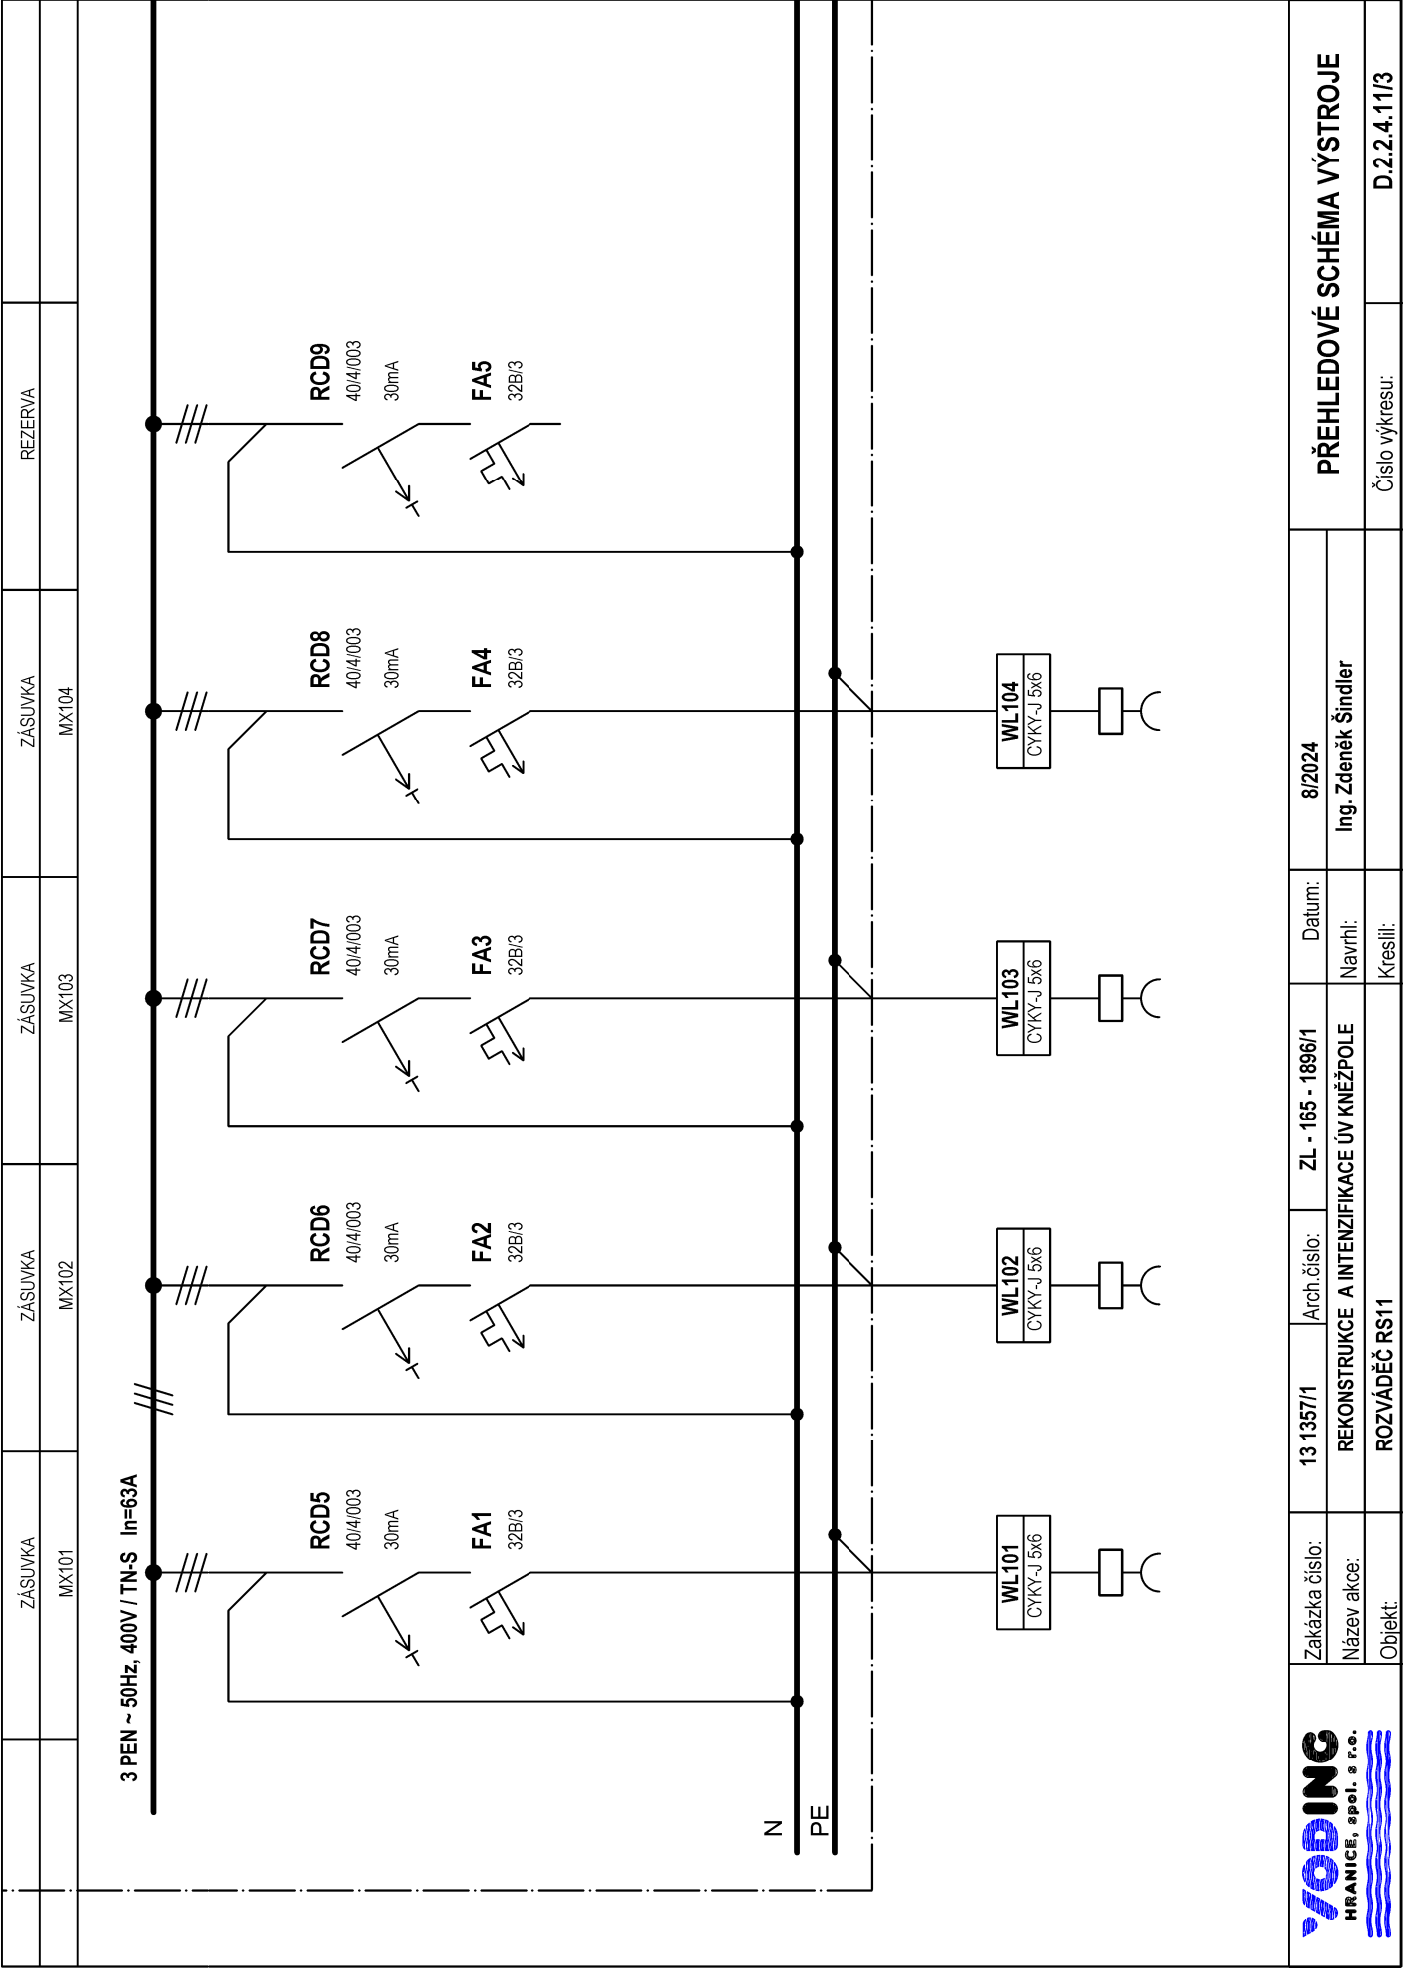 ZÁSUVKA
MX101
ZÁSUVKA
MX102
ZÁSUVKA
MX103
ZÁSUVKA
MX104
REZERVA
3 PEN ~ 50Hz, 400V / TN-S In=63A
RCD5
40/4/003
30mA
FA1
32B/3
RCD6
40/4/003
30mA
FA2
32B/3
RCD7
40/4/003
30mA
FA3
32B/3
RCD8
40/4/003
30mA
FA4
32B/3
RCD9
40/4/003
30mA
FA5
32B/3
N
PE
WL101
CYKY-J 5x6
WL102
CYKY-J 5x6
WL103
CYKY-J 5x6
WL104
CYKY-J 5x6
VODING
HRANICE, spol. s r.o.
Zakázka číslo: 13 1357/1 Arch.číslo: ZL - 165 - 1896/1 Datum: 8/2024
Název akce: REKONSTRUKCE A INTENZIFIKACE ÚV KNĚŽPOLE Navrhl: Ing. Zdeněk Šindler
Objekt: ROZVÁDĚČ RS11 Kreslil:
PŘEHLEDOVÉ SCHÉMA VÝSTROJE
Číslo výkresu: D.2.2.4.11/3